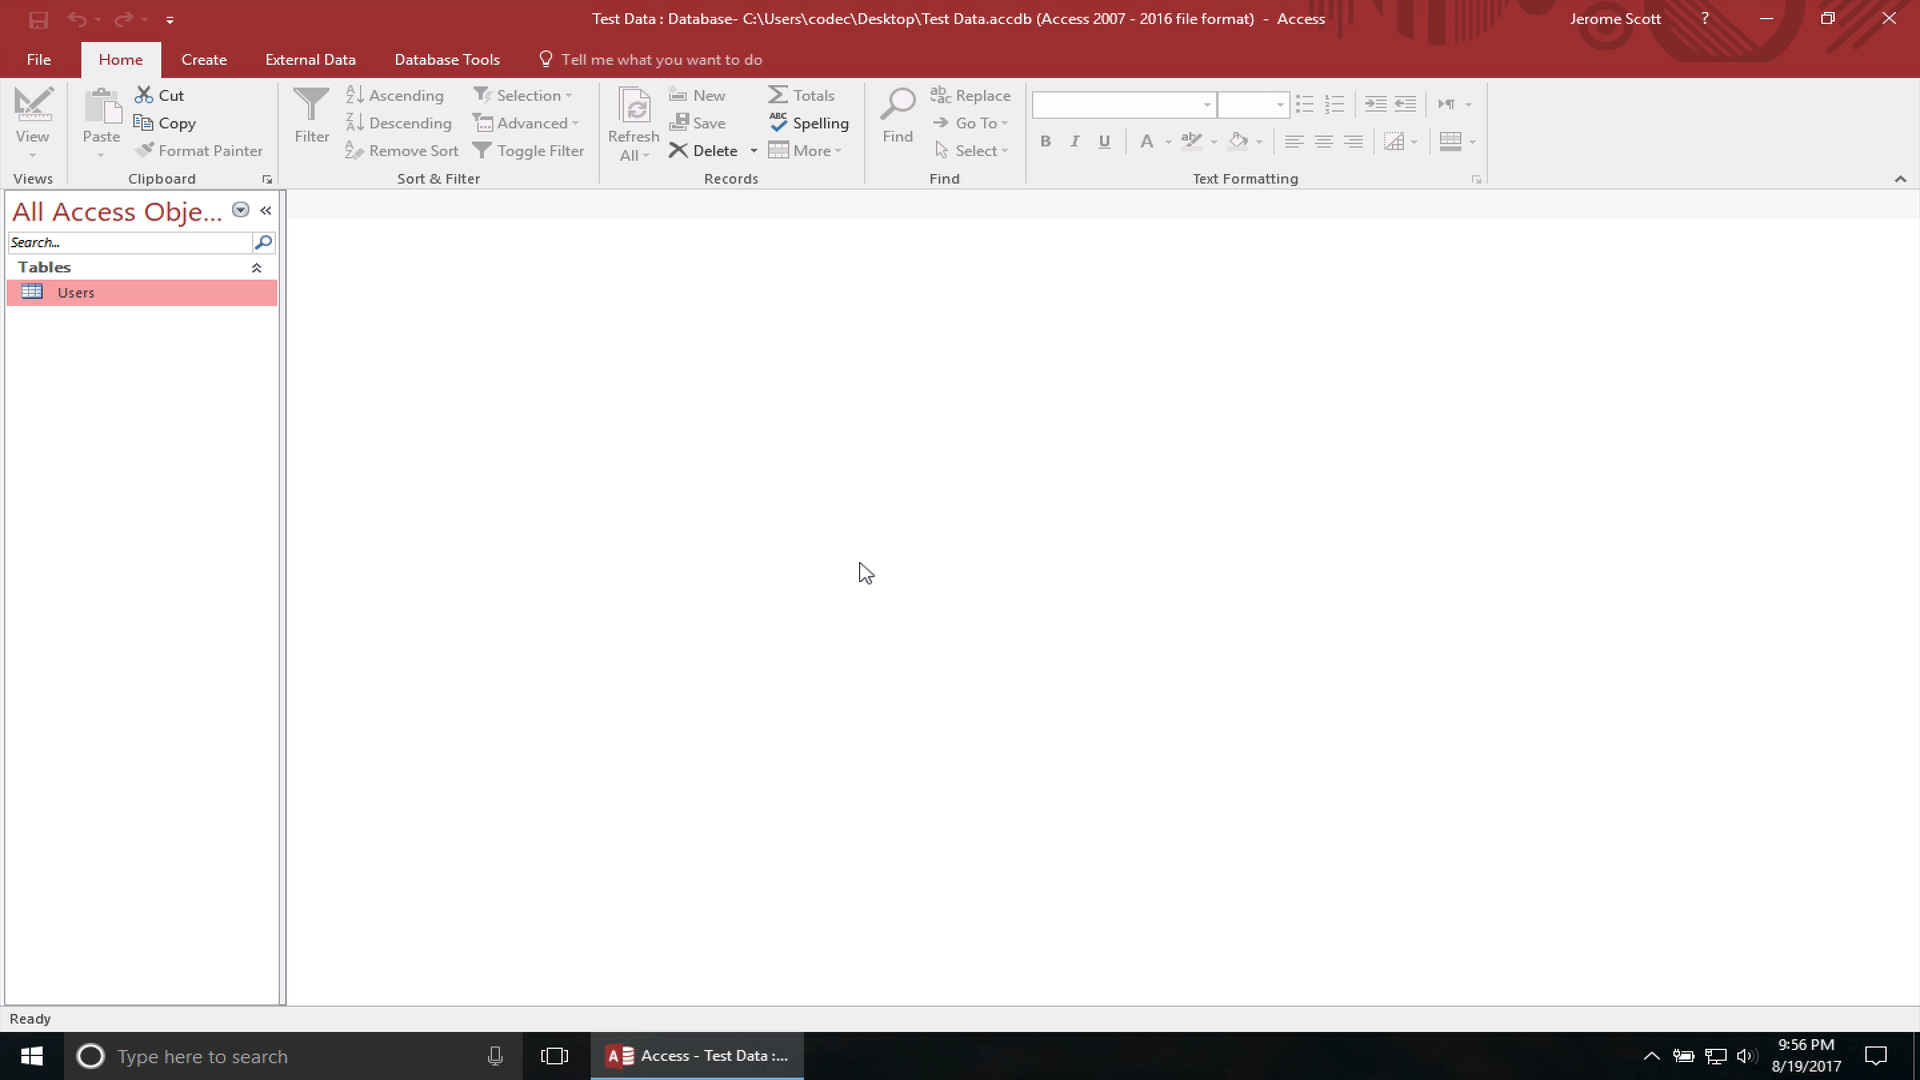 Test Data : Database- C:\Users\codec\Desktop\Test Data.accdb (Access 2007 - 2016 file format) - Access
Jerome Scott
?
File
Home
Create
External Data
Database Tools
Tell me what you want to do
View
Views
Paste
Cut
Copy
Format Painter
Clipboard
Filter
Ascending
Descending
Remove Sort
Selection
Advanced
Toggle Filter
Sort & Filter
Refresh
All
New
Save
Delete
Totals
ABC
Spelling
More
Records
Find
Replace
Go To
Select
Find
B I U A
Text Formatting
All Access Obje...
Search...
Tables
Users
Ready
Type here to search
Access - Test Data :...
9:56 PM
8/19/2017